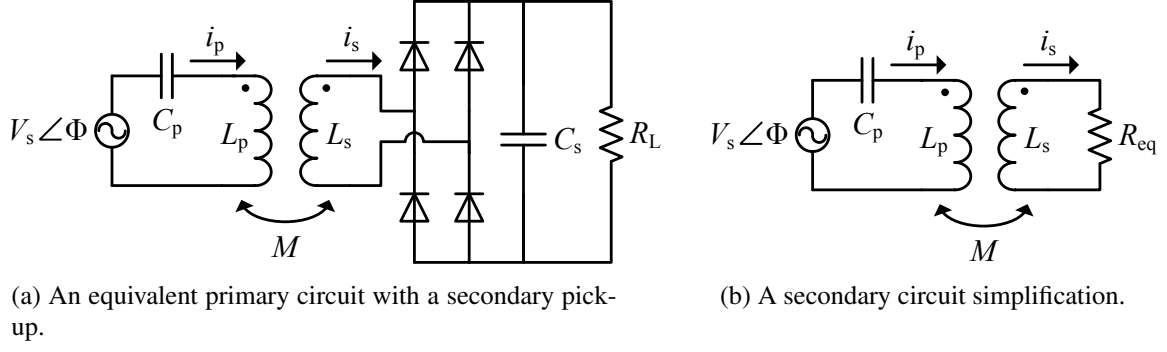 i_p
i_s
C_p
V_s∠Φ
L_p
L_s
C_s
R_L
M
(a) An equivalent primary circuit with a secondary pick-
up.
i_p
i_s
C_p
V_s∠Φ
L_p
L_s
R_eq
M
(b) A secondary circuit simplification.